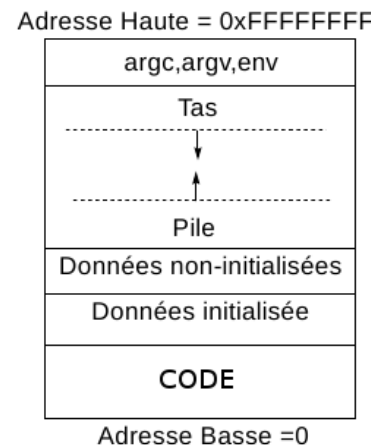 Adresse Haute = 0xFFFFFFFF
argc,argv,env
Tas
Pile
Données non-initialisées
Données initialisée
CODE
Adresse Basse =0